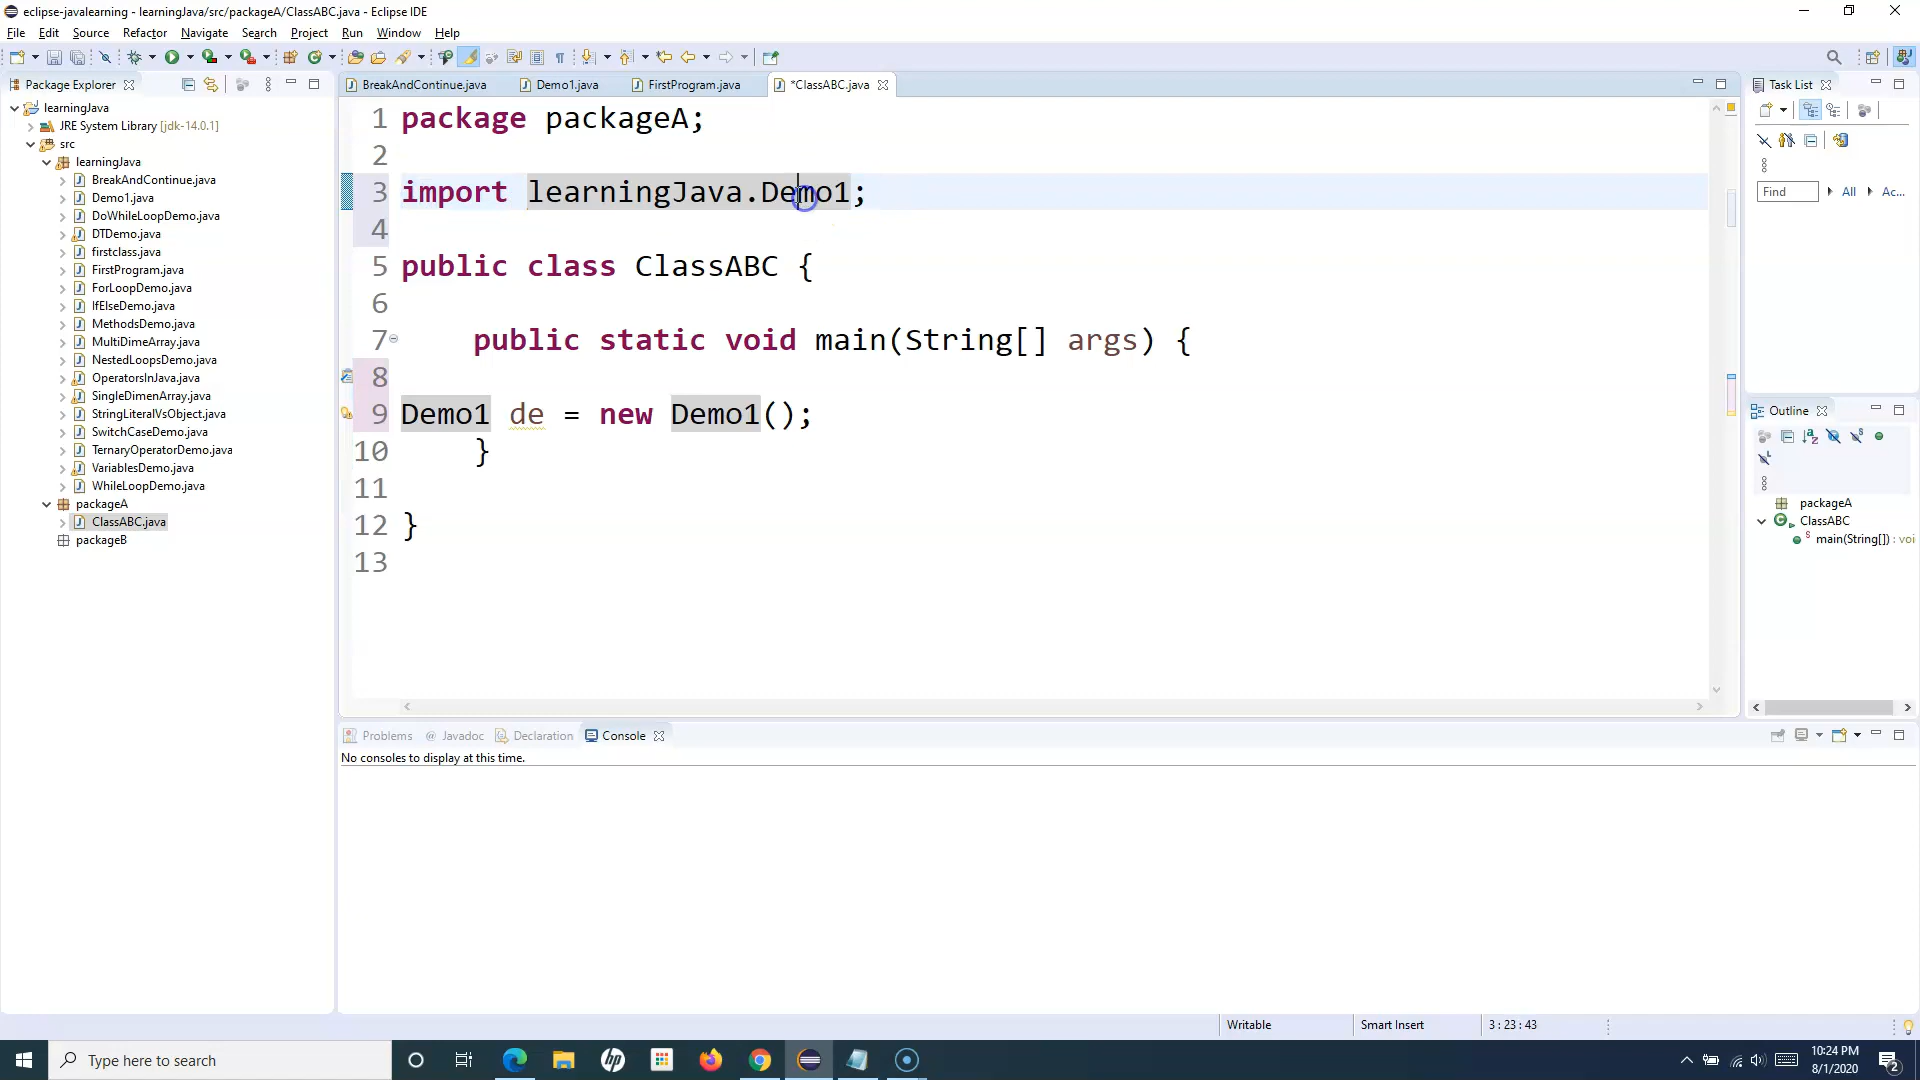 eclipse-javalearning - learningJava/src/packageA/ClassABC.java - Eclipse IDE
File Edit Source Refactor Navigate Search Project Run Window Help
Package Explorer
learningJava
JRE System Library [jdk-14.0.1]
src
learningJava
BreakAndContinue.java
Demo1.java
DoWhileLoopDemo.java
DTDemo.java
firstclass.java
FirstProgram.java
ForLoopDemo.java
IfElseDemo.java
MethodsDemo.java
MultiDimeArray.java
NestedLoopsDemo.java
OperatorsInJava.java
SingleDimenArray.java
StringLiteralVsObject.java
SwitchCaseDemo.java
TernaryOperatorDemo.java
VariablesDemo.java
WhileLoopDemo.java
packageA
ClassABC.java
packageB
BreakAndContinue.java Demo1.java FirstProgram.java *ClassABC.java
1 package packageA;
2
3 import learningJava.Demo1;
4
5 public class ClassABC {
6
7 public static void main(String[] args) {
8
9 Demo1 de = new Demo1();
10 }
11
12 }
13
Task List
Find All Ac...
Outline
packageA
ClassABC
main(String[]) : voi
Problems @ Javadoc Declaration Console
No consoles to display at this time.
Writable Smart Insert 3 : 23 : 43
Type here to search
hp
10:24 PM
8/1/2020
2